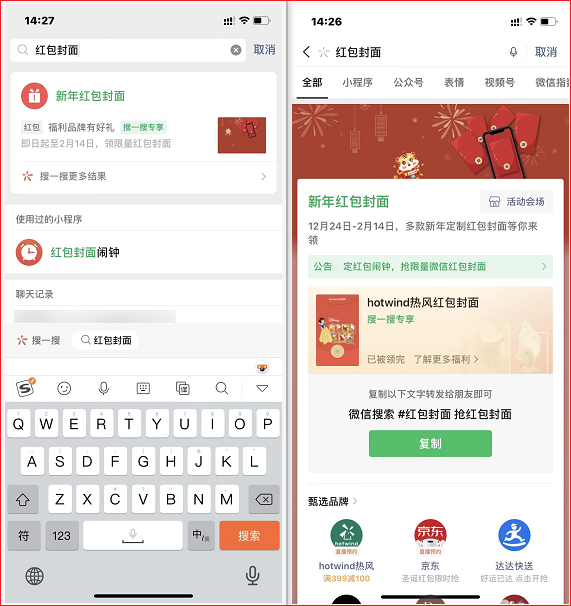 14:27
红包封面
取消
新年红包封面
红包 福利品牌有好礼 搜一搜专享
即日起至2月14日，领限量红包封面
搜一搜更多结果
使用过的小程序
红包封面闹钟
聊天记录
搜一搜 红包封面
Q W E R T Y U I O P
A S D F G H J K L
Z X C V B N M
符 123 中/英 搜索
14:26
红包封面 取消
全部 小程序 公众号 表情 视频号 微信指
新年红包封面 活动会场
12月24日-2月14日，多款新年定制红包封面等你来
领
公告 定红包闹钟，抢限量微信红包封面
hotwind热风红包封面
搜一搜专享
已被领完 了解更多福利
复制以下文字转发给朋友即可
微信搜索 #红包封面 抢红包封面
复制
甄选品牌
hotwind 京东
直播预约 直播预约
hotwind热风 京东 达达快送
满399减100 圣诞红包限时抢 好运已达 点击开抢